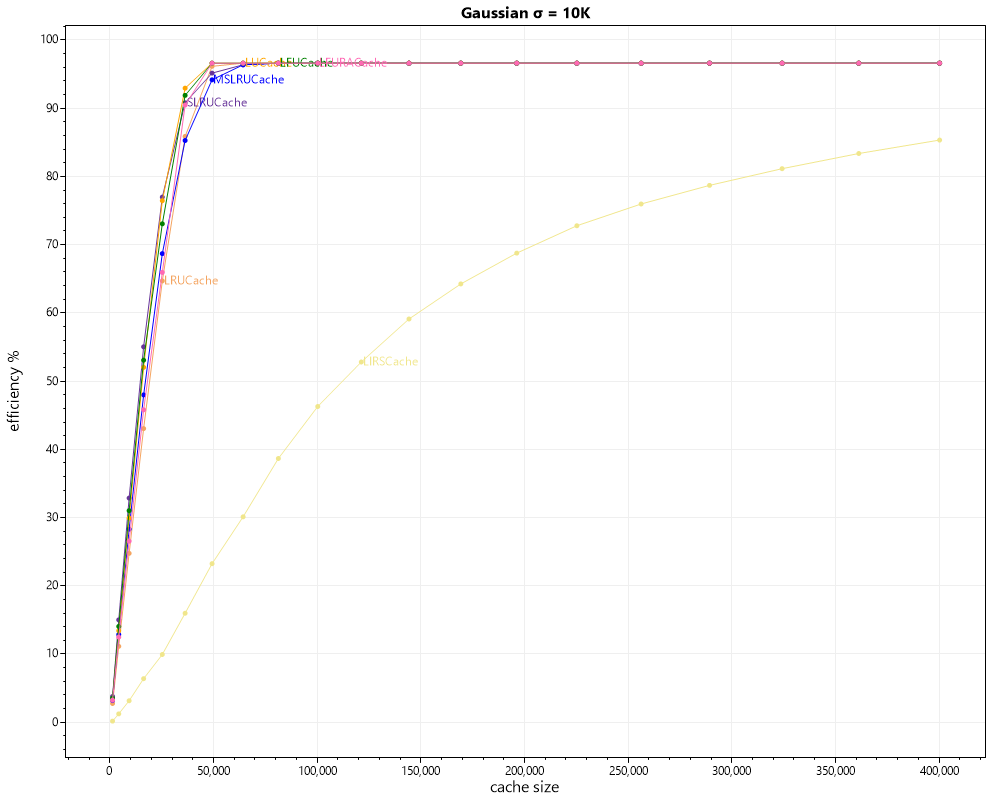 Gaussian σ = 10K
efficiency %
100
90
80
70
60
50
40
30
20
10
0
LUCache
LFUCache
LFURACache
MSLRUCache
SLRUCache
LRUCache
LIRSCache
0
50,000
100,000
150,000
200,000
250,000
300,000
350,000
400,000
cache size